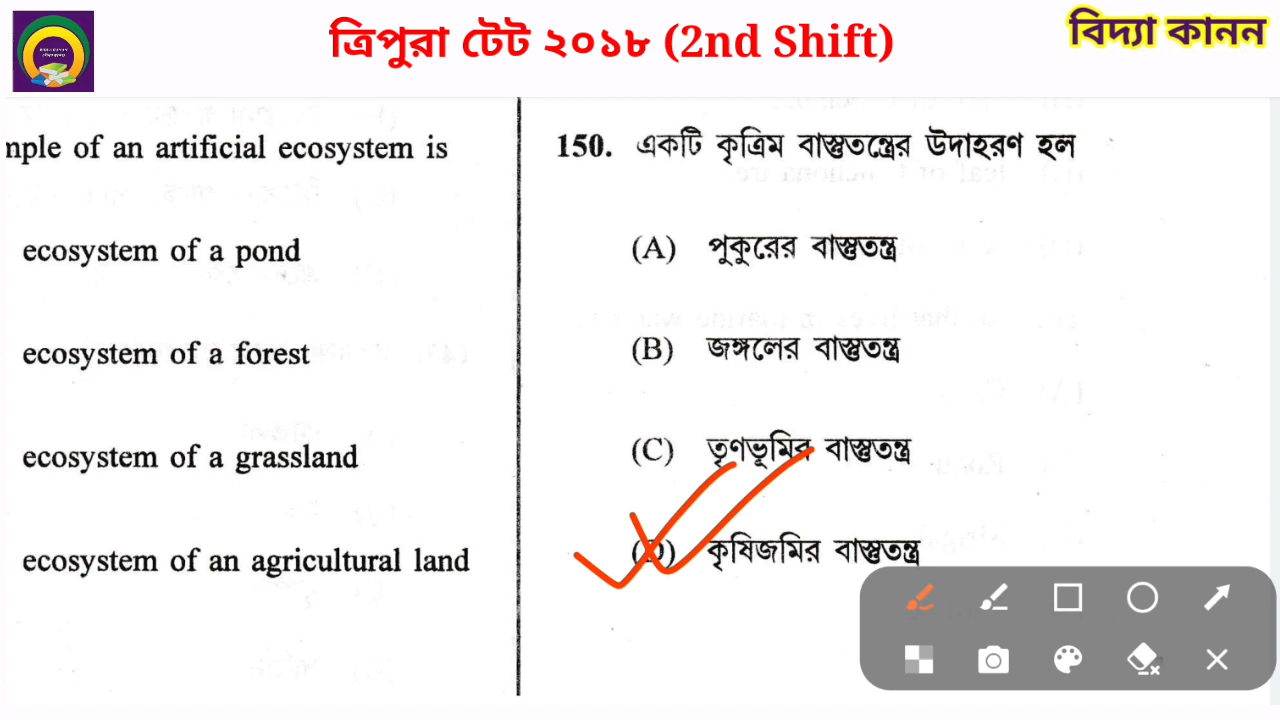 ত্রিপুরা টেট ২০১৮ (2nd Shift)
বিদ্যা কানন
mple of an artificial ecosystem is
ecosystem of a pond
ecosystem of a forest
ecosystem of a grassland
ecosystem of an agricultural land
150. একটি কৃত্রিম বাস্তুতন্ত্রের উদাহরণ হল
(A) পুকুরের বাস্তুতন্ত্র
(B) জঙ্গলের বাস্তুতন্ত্র
(C) তৃণভূমির বাস্তুতন্ত্র
(D) কৃষিজমির বাস্তুতন্ত্র